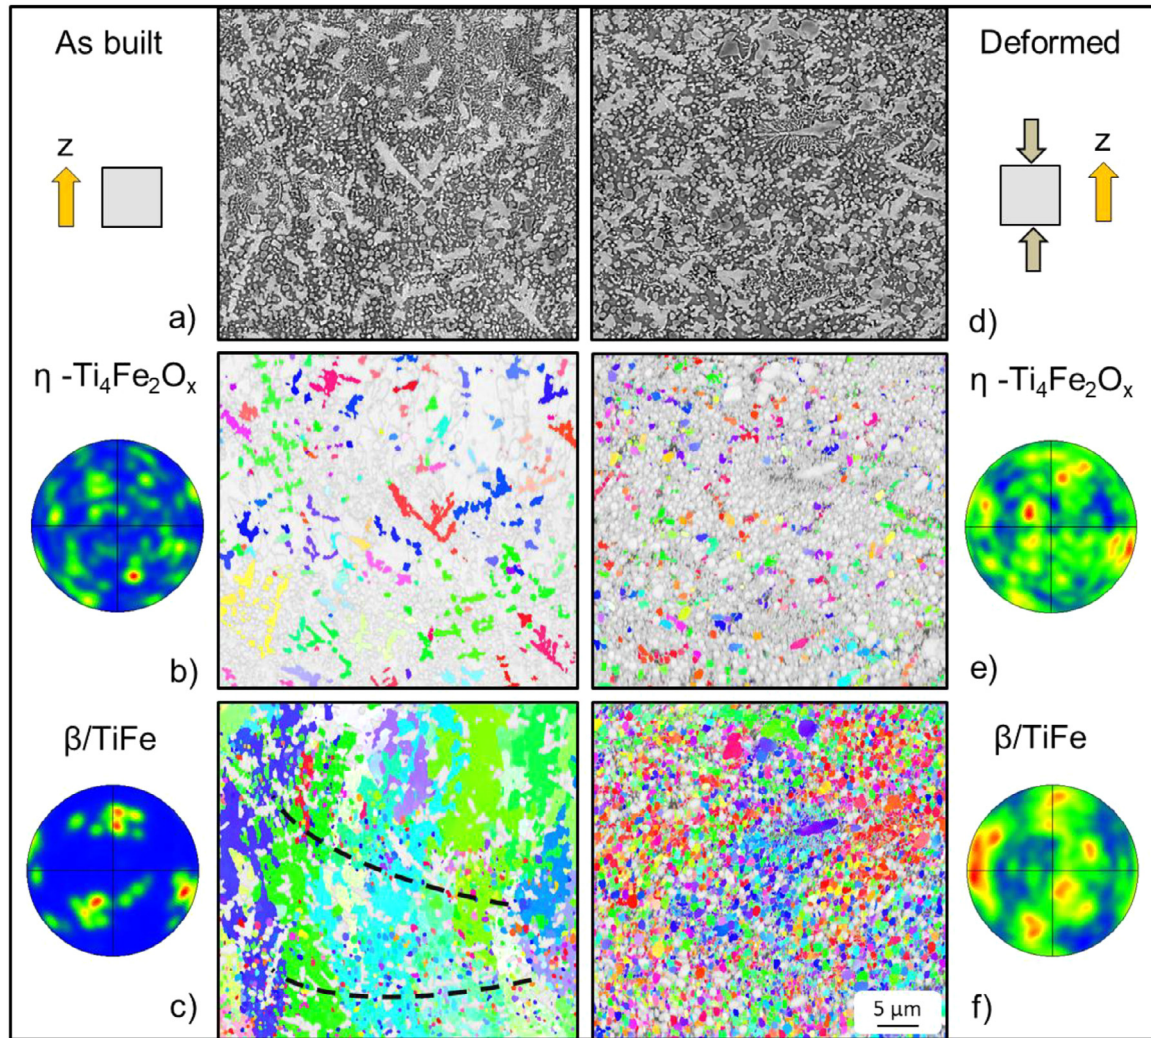 As built
Deformed
z
z
a)
d)
η -Ti₄Fe₂Oₓ
η -Ti₄Fe₂Oₓ
b)
e)
β/TiFe
β/TiFe
c)
5 μm
f)